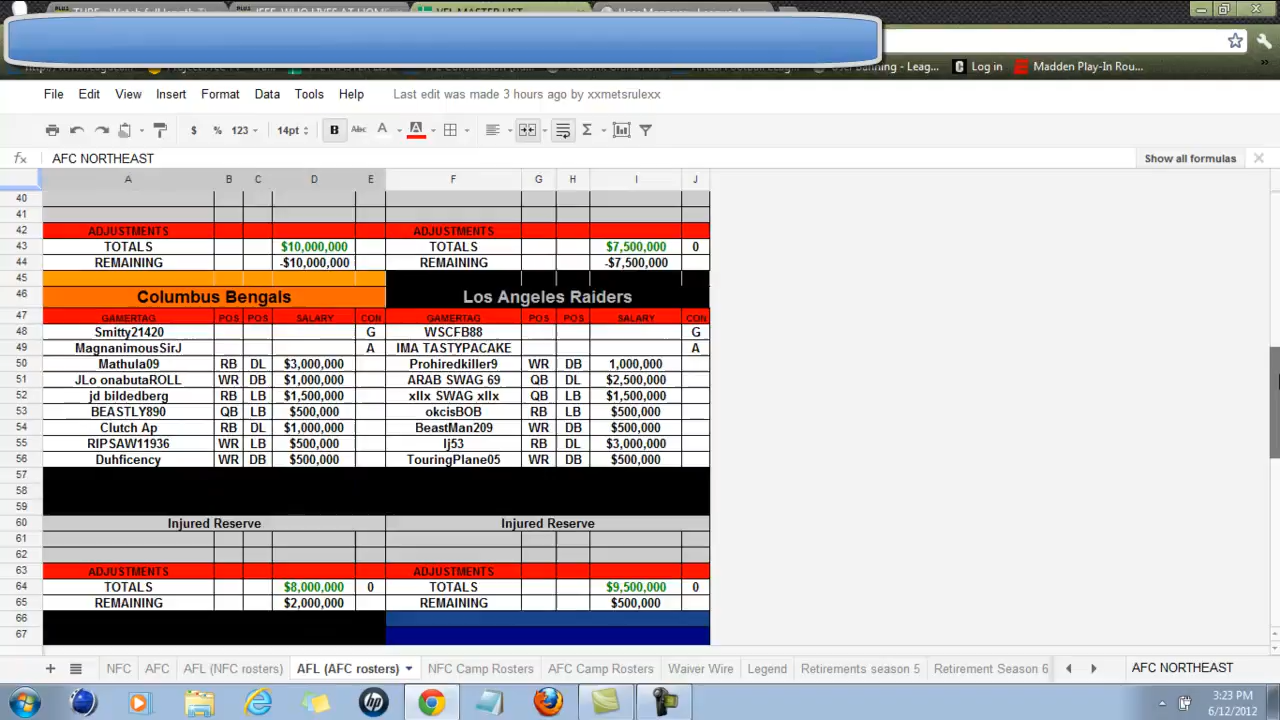 VFL MASTER LIST
User Banning - Leag...
Log in
Madden Play-In Rou...
File Edit View Insert Format Data Tools Help Last edit was made 3 hours ago by xxmetsrulexx
$ % 123 14pt B Abc A A Σ
fx AFC NORTHEAST Show all formulas
A B C D E F G H I J
40
41
42 ADJUSTMENTS ADJUSTMENTS
43 TOTALS $10,000,000 TOTALS $7,500,000 0
44 REMAINING -$10,000,000 REMAINING -$7,500,000
45
46 Columbus Bengals Los Angeles Raiders
47 GAMERTAG POS POS SALARY CON GAMERTAG POS POS SALARY CON
48 Smitty21420 G WSCFB88 G
49 MagnanimousSirJ A IMA TASTYPACAKE A
50 Mathula09 RB DL $3,000,000 Prohiredkiller9 WR DB 1,000,000
51 JLo onabutaROLL WR DB $1,000,000 ARAB SWAG 69 QB DL $2,500,000
52 jd bildedberg RB LB $1,500,000 xIIx SWAG xIIx QB LB $1,500,000
53 BEASTLY890 QB LB $500,000 okcisBOB RB LB $500,000
54 Clutch Ap RB DL $1,000,000 BeastMan209 WR DB $500,000
55 RIPSAW11936 WR LB $500,000 lj53 RB DL $3,000,000
56 Duhficency WR DB $500,000 TouringPlane05 WR DB $500,000
57
58
59
60 Injured Reserve Injured Reserve
61
62
63 ADJUSTMENTS ADJUSTMENTS
64 TOTALS $8,000,000 0 TOTALS $9,500,000 0
65 REMAINING $2,000,000 REMAINING $500,000
66
67
+ NFC AFC AFL (NFC rosters) AFL (AFC rosters) NFC Camp Rosters AFC Camp Rosters Waiver Wire Legend Retirements season 5 Retirement Season 6 AFC NORTHEAST
3:23 PM
6/12/2012